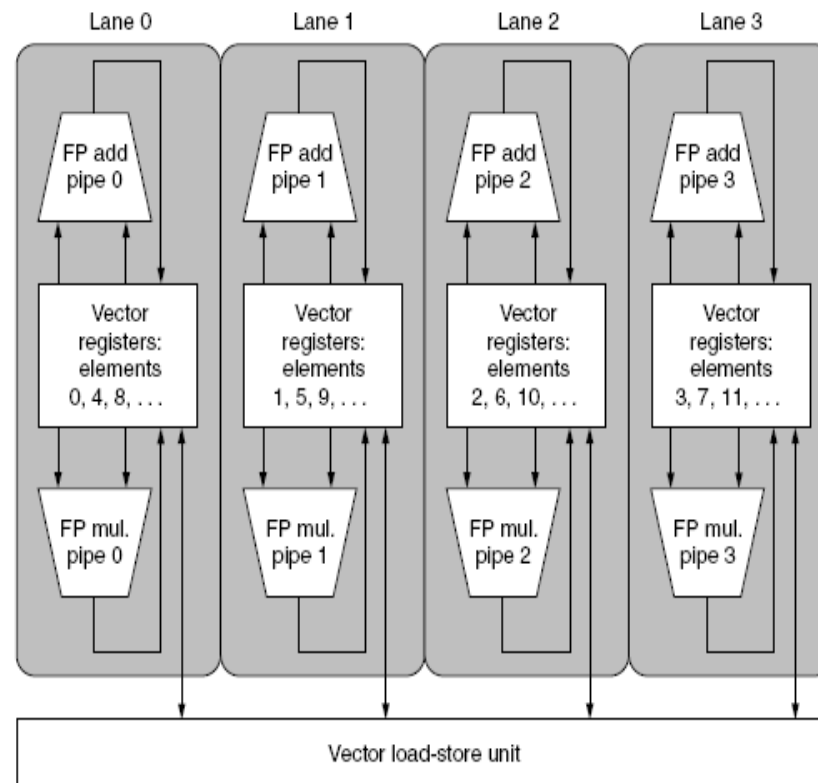 Lane 0
Lane 1
Lane 2
Lane 3
FP add
pipe 0
FP add
pipe 1
FP add
pipe 2
FP add
pipe 3
Vector
registers:
elements
0, 4, 8, . . .
Vector
registers:
elements
1, 5, 9, . . .
Vector
registers:
elements
2, 6, 10, . . .
Vector
registers:
elements
3, 7, 11, . . .
FP mul.
pipe 0
FP mul.
pipe 1
FP mul.
pipe 2
FP mul.
pipe 3
Vector load-store unit